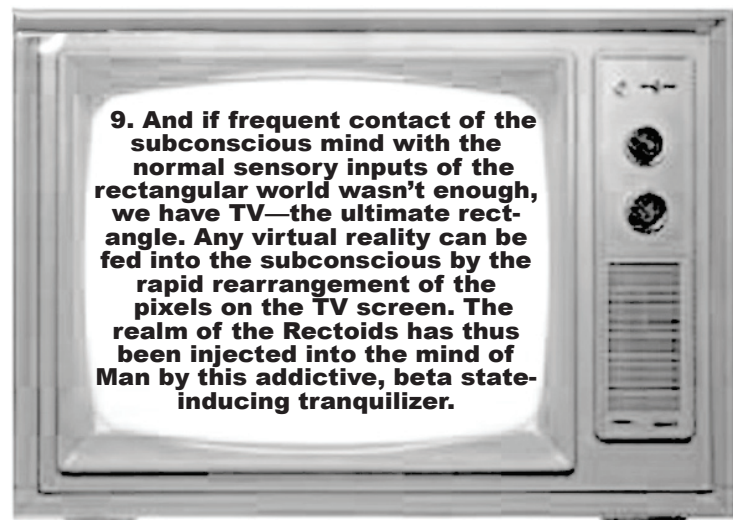 9. And if frequent contact of the
subconscious mind with the
normal sensory inputs of the
rectangular world wasn't enough,
we have TV—the ultimate rect-
angle. Any virtual reality can be
fed into the subconscious by the
rapid rearrangement of the
pixels on the TV screen. The
realm of the Rectoids has thus
been injected into the mind of
Man by this addictive, beta state-
inducing tranquilizer.